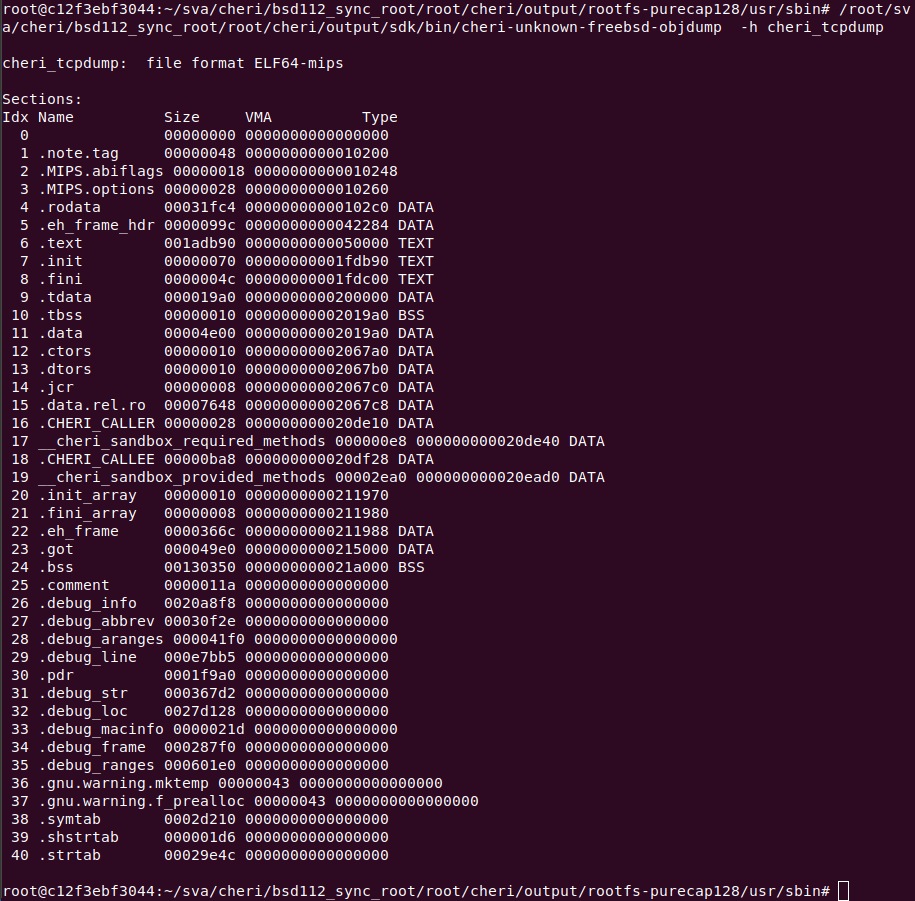 root@c12f3ebf3044:~/sva/cheri/bsd112_sync_root/root/cheri/output/rootfs-purecap128/usr/sbin# /root/sv
a/cheri/bsd112_sync_root/root/cheri/output/sdk/bin/cheri-unknown-freebsd-objdump  -h cheri_tcpdump
cheri_tcpdump:  file format ELF64-mips
Sections:
Idx Name          Size     VMA          Type
  0               00000000 0000000000000000
  1 .note.tag     00000048 0000000000010200
  2 .MIPS.abiflags 00000018 0000000000010248
  3 .MIPS.options 00000028 0000000000010260
  4 .rodata       00031fc4 00000000000102c0 DATA
  5 .eh_frame_hdr 0000099c 0000000000042284 DATA
  6 .text         001adb90 0000000000050000 TEXT
  7 .init         00000070 00000000001fdb90 TEXT
  8 .fini         0000004c 00000000001fdc00 TEXT
  9 .tdata        000019a0 0000000000200000 DATA
 10 .tbss         00000010 00000000002019a0 BSS
 11 .data         00004e00 00000000002019a0 DATA
 12 .ctors        00000010 00000000002067a0 DATA
 13 .dtors        00000010 00000000002067b0 DATA
 14 .jcr          00000008 00000000002067c0 DATA
 15 .data.rel.ro  00007648 00000000002067c8 DATA
 16 .CHERI_CALLER 00000028 000000000020de10 DATA
 17 __cheri_sandbox_required_methods 000000e8 000000000020de40 DATA
 18 .CHERI_CALLEE 00000ba8 000000000020df28 DATA
 19 __cheri_sandbox_provided_methods 00002ea0 000000000020ead0 DATA
 20 .init_array   00000010 0000000000211970
 21 .fini_array   00000008 0000000000211980
 22 .eh_frame     0000366c 0000000000211988 DATA
 23 .got          000049e0 0000000000215000 DATA
 24 .bss          00130350 000000000021a000 BSS
 25 .comment      0000011a 0000000000000000
 26 .debug_info   0020a8f8 0000000000000000
 27 .debug_abbrev 00030f2e 0000000000000000
 28 .debug_aranges 000041f0 0000000000000000
 29 .debug_line   000e7bb5 0000000000000000
 30 .pdr          0001f9a0 0000000000000000
 31 .debug_str    000367d2 0000000000000000
 32 .debug_loc    0027d128 0000000000000000
 33 .debug_macinfo 0000021d 0000000000000000
 34 .debug_frame  000287f0 0000000000000000
 35 .debug_ranges 000601e0 0000000000000000
 36 .gnu.warning.mktemp 00000043 0000000000000000
 37 .gnu.warning.f_prealloc 00000043 0000000000000000
 38 .symtab       0002d210 0000000000000000
 39 .shstrtab     000001d6 0000000000000000
 40 .strtab       00029e4c 0000000000000000
root@c12f3ebf3044:~/sva/cheri/bsd112_sync_root/root/cheri/output/rootfs-purecap128/usr/sbin#